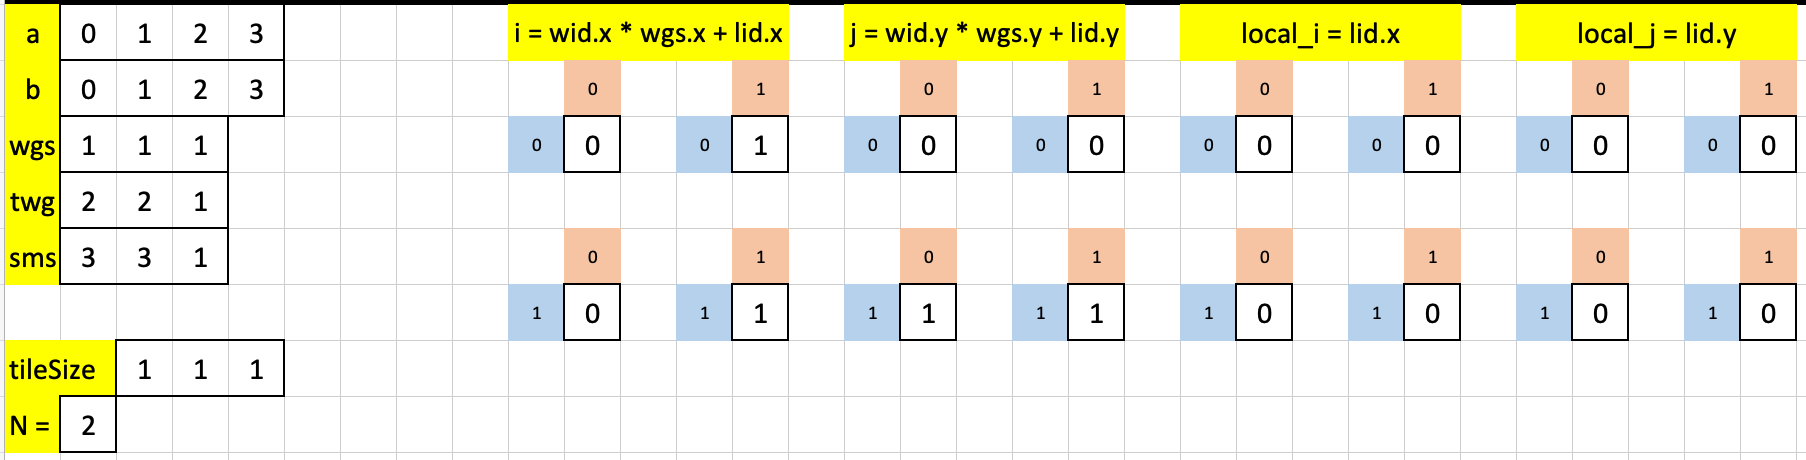 a 0 1 2 3 i = wid.x * wgs.x + lid.x j = wid.y * wgs.y + lid.y local_i = lid.x local_j = lid.y
b 0 1 2 3 0 1 0 1 0 1 0 1
wgs 1 1 1 0 0 0 1 0 0 0 0 0 0 0 0 0 0 0 0
twg 2 2 1
sms 3 3 1 0 1 0 1 0 1 0 1
1 0 1 1 1 1 1 1 1 0 1 0 1 0 1 0
tileSize 1 1 1
N = 2